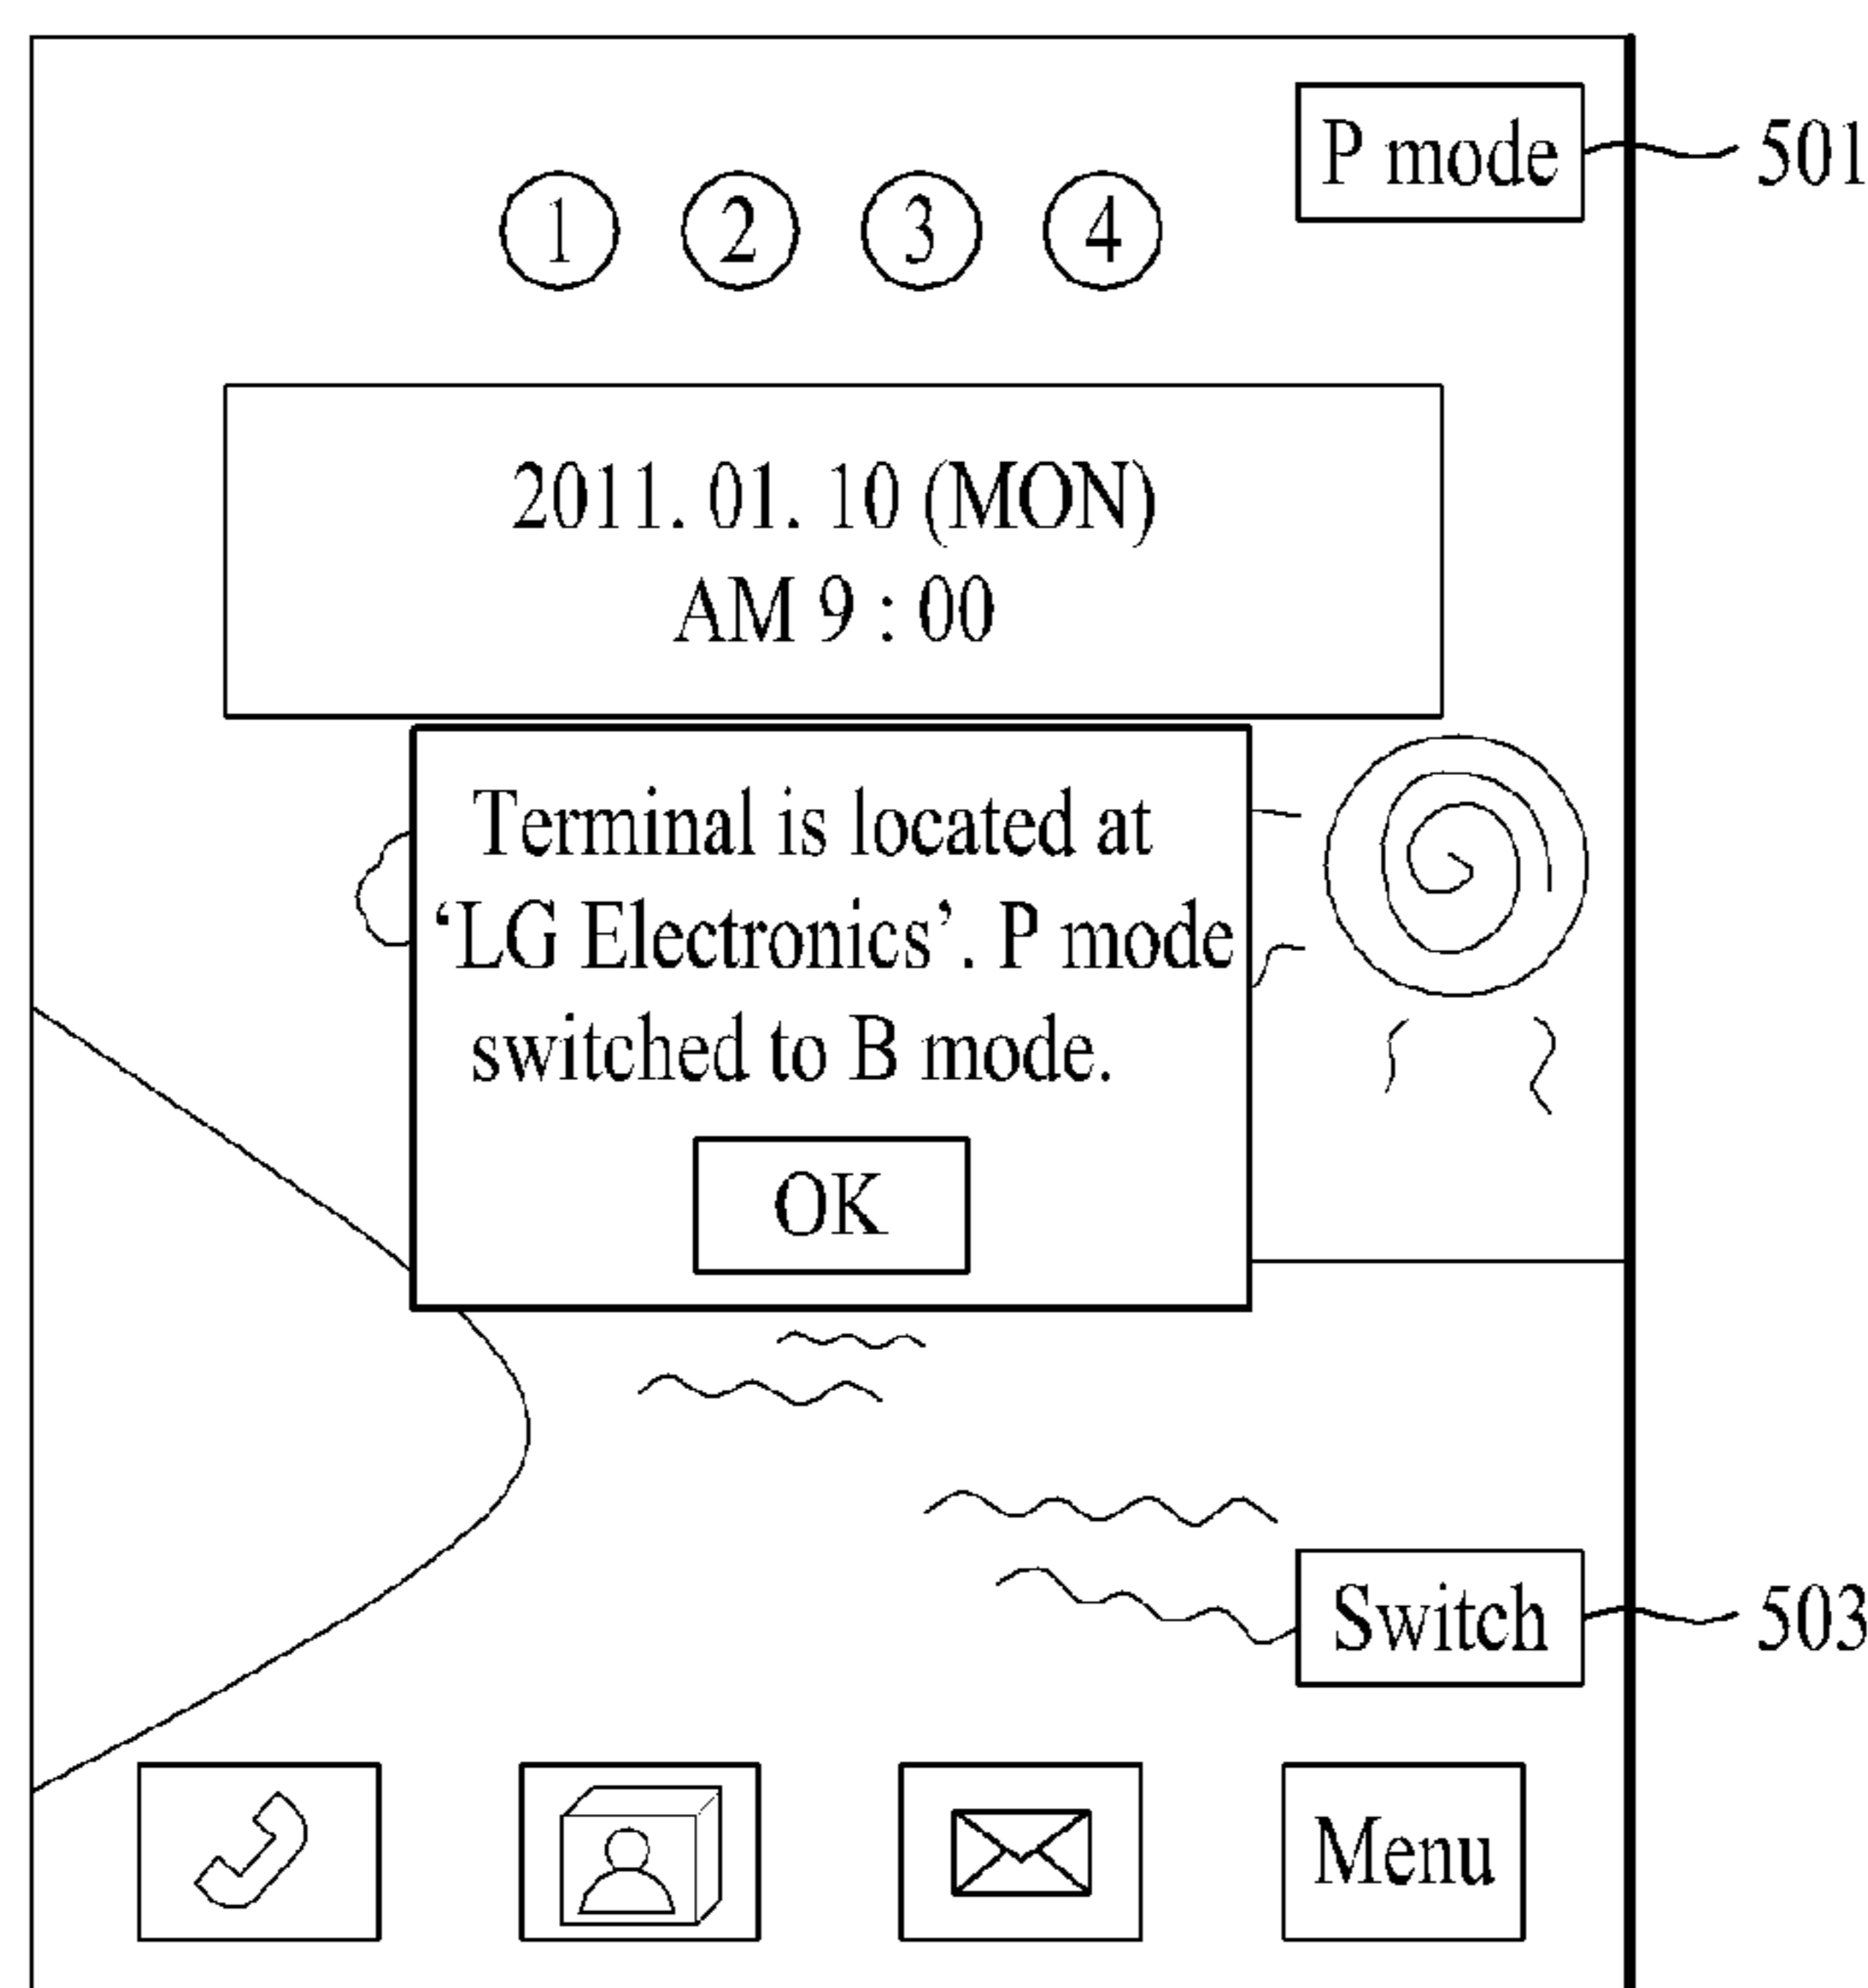 P mode
501
1 2 3 4
2011. 01. 10 (MON)
AM 9 : 00
Terminal is located at
‘LG Electronics’. P mode
switched to B mode.
OK
Switch
503
Menu